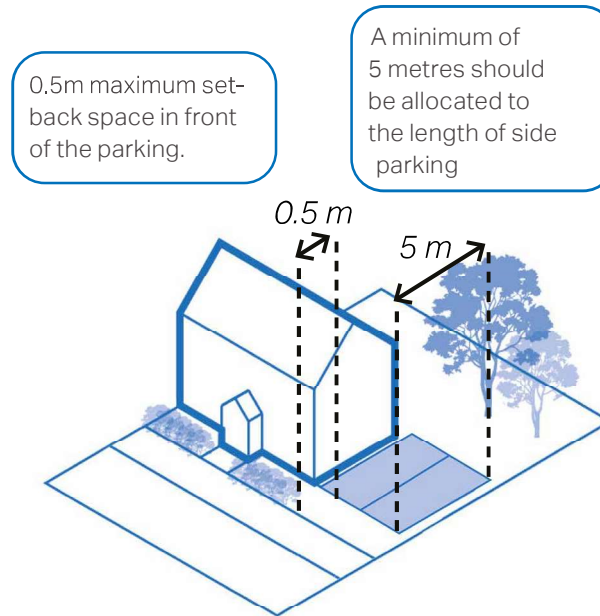 0.5m maximum set-
back space in front
of the parking.
A minimum of
5 metres should
be allocated to
the length of side
parking
0.5 m
5 m